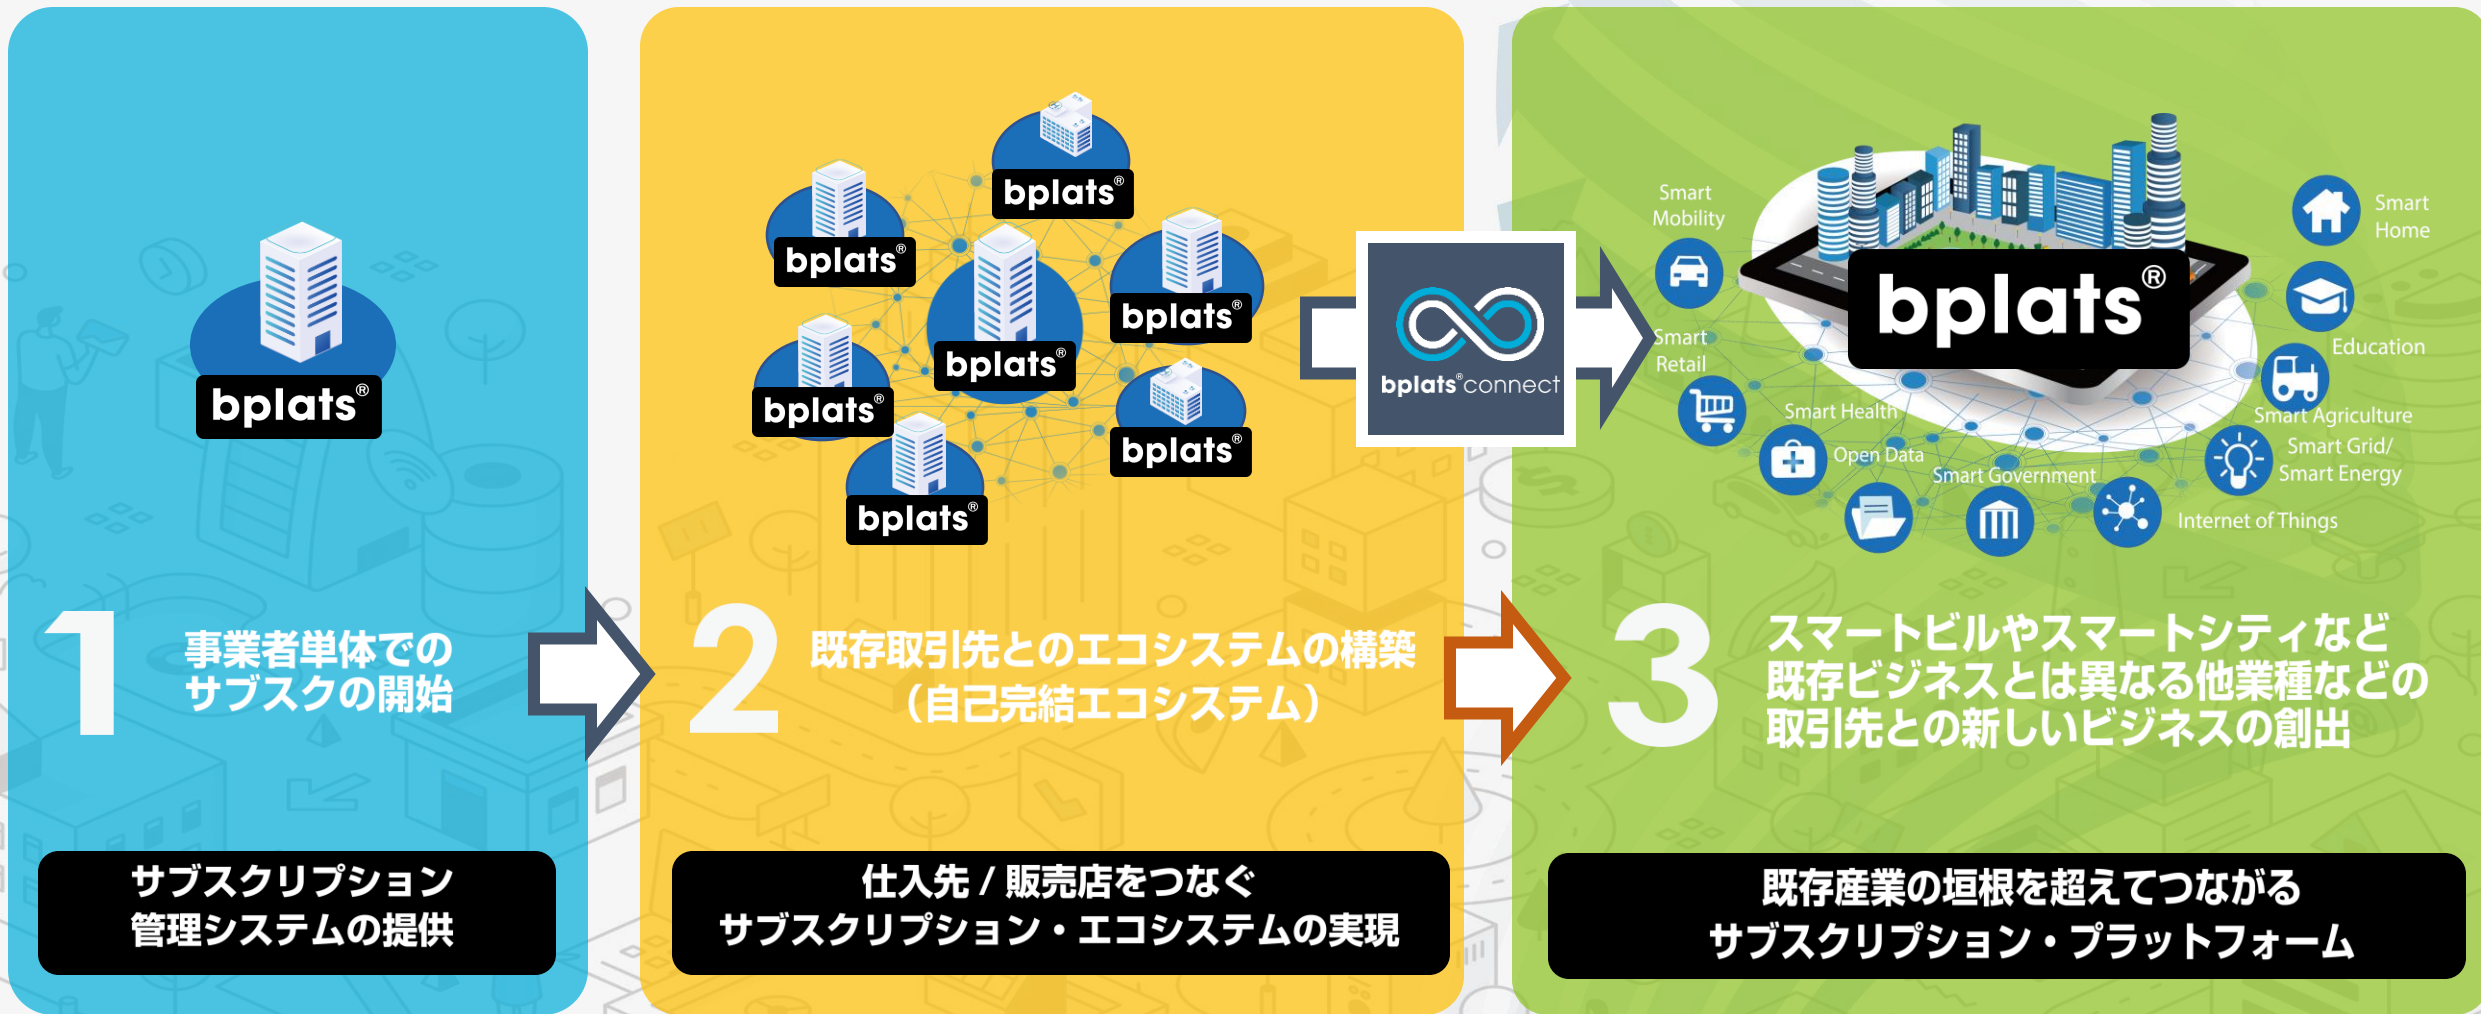 bplats®
1
事業者単体での
サブスクの開始
サブスクリプション
管理システムの提供
bplats®
bplats®
bplats®
bplats®
bplats®
bplats®
bplats®
2
既存取引先とのエコシステムの構築
（自己完結エコシステム）
仕入先 / 販売店をつなぐ
サブスクリプション・エコシステムの実現
bplats®connect
Smart
Mobility
Smart
Retail
Smart Health
Open Data
Smart Government
Internet of Things
Smart Grid/
Smart Energy
Smart Agriculture
Education
Smart
Home
bplats®
3
スマートビルやスマートシティなど
既存ビジネスとは異なる他業種などの
取引先との新しいビジネスの創出
既存産業の垣根を超えてつながる
サブスクリプション・プラットフォーム